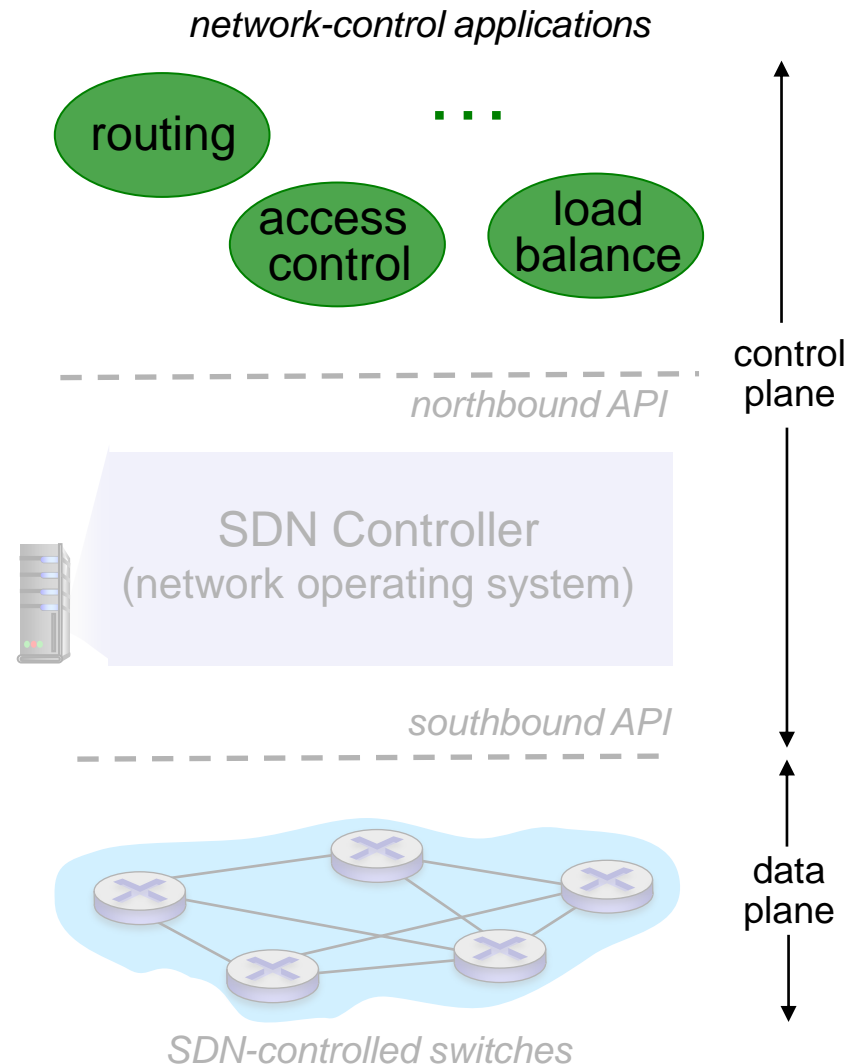 network-control applications
routing
...
access
control
load
balance
control
plane
northbound API
SDN Controller
(network operating system)
southbound API
data
plane
SDN-controlled switches